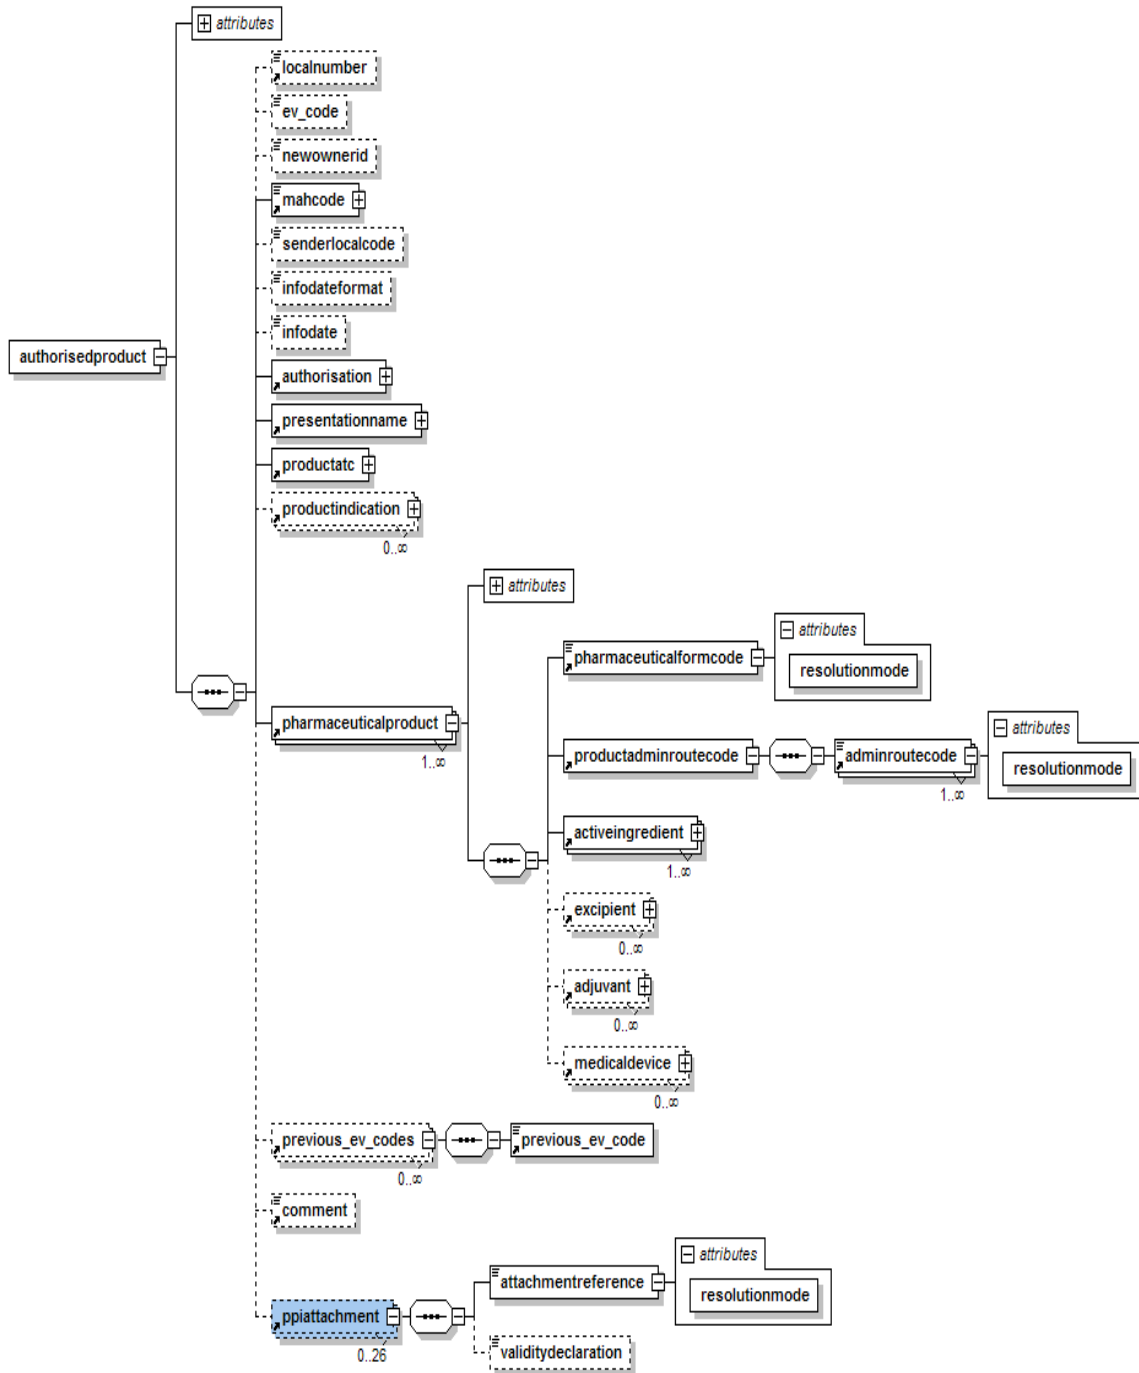 attributes
localnumber
ev_code
newownerid
mahcode
senderlocalcode
infodateformat
infodate
authorisedproduct
authorisation
presentationname
productatc
productindication
0..∞
attributes
attributes
pharmaceuticalformcode
resolutionmode
pharmaceuticalproduct
1..∞
attributes
productadminroutecode
adminroutecode
resolutionmode
1..∞
activeingredient
1..∞
excipient
0..∞
adjuvant
0..∞
medicaldevice
0..∞
previous_ev_codes
previous_ev_code
0..∞
comment
attributes
attachmentreference
resolutionmode
ppiattachment
0..26
validitydeclaration